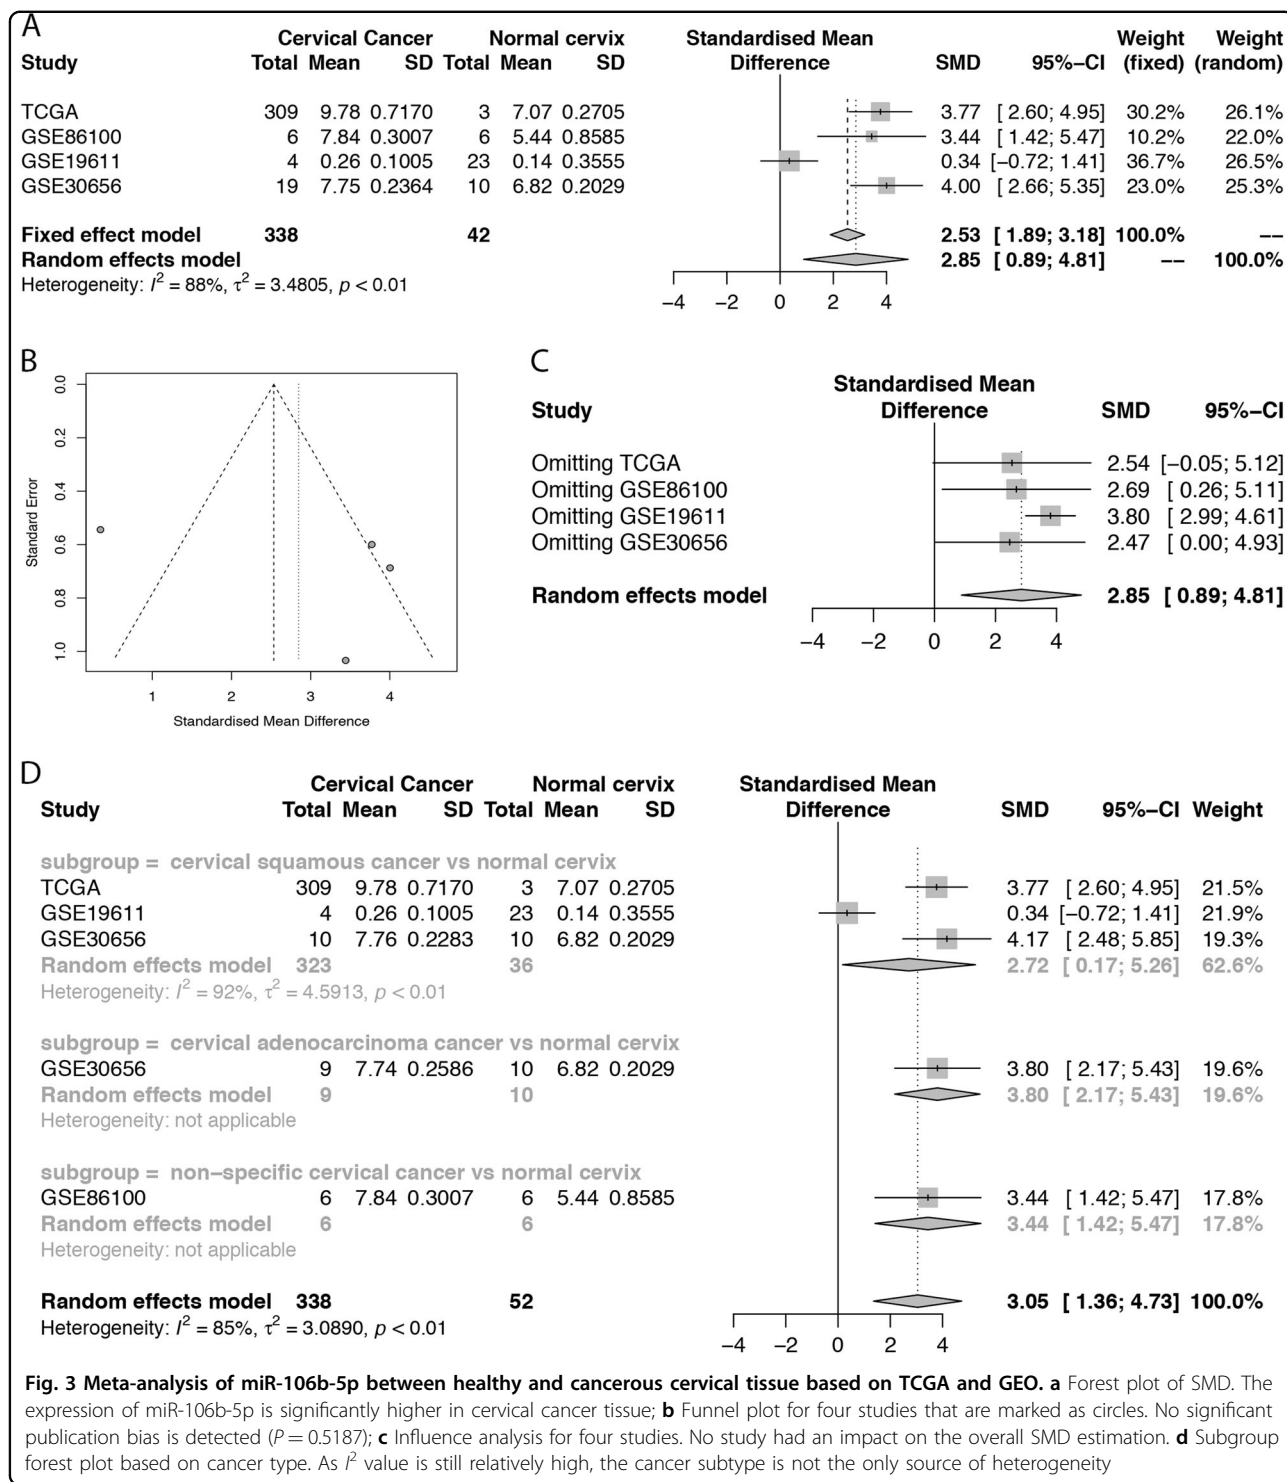 A
Cervical Cancer Normal cervix Standardised Mean Weight Weight
Study Total Mean SD Total Mean SD Difference SMD 95%−CI (fixed) (random)
TCGA 309 9.78 0.7170 3 7.07 0.2705 3.77 [ 2.60; 4.95] 30.2% 26.1%
GSE86100 6 7.84 0.3007 6 5.44 0.8585 3.44 [ 1.42; 5.47] 10.2% 22.0%
GSE19611 4 0.26 0.1005 23 0.14 0.3555 0.34 [−0.72; 1.41] 36.7% 26.5%
GSE30656 19 7.75 0.2364 10 6.82 0.2029 4.00 [ 2.66; 5.35] 23.0% 25.3%
Fixed effect model 338 42 2.53 [ 1.89; 3.18] 100.0% −−
Random effects model 2.85 [ 0.89; 4.81] −− 100.0%
Heterogeneity: I² = 88%, τ² = 3.4805, p < 0.01
−4 −2 0 2 4
B
0.0
0.2
0.4
0.6
0.8
1.0
Standard Error
1 2 3 4
Standardised Mean Difference
C
Standardised Mean
Study Difference SMD 95%−CI
Omitting TCGA 2.54 [−0.05; 5.12]
Omitting GSE86100 2.69 [ 0.26; 5.11]
Omitting GSE19611 3.80 [ 2.99; 4.61]
Omitting GSE30656 2.47 [ 0.00; 4.93]
Random effects model 2.85 [ 0.89; 4.81]
−4 −2 0 2 4
D
Cervical Cancer Normal cervix Standardised Mean
Study Total Mean SD Total Mean SD Difference SMD 95%−CI Weight
subgroup = cervical squamous cancer vs normal cervix
TCGA 309 9.78 0.7170 3 7.07 0.2705 3.77 [ 2.60; 4.95] 21.5%
GSE19611 4 0.26 0.1005 23 0.14 0.3555 0.34 [−0.72; 1.41] 21.9%
GSE30656 10 7.76 0.2283 10 6.82 0.2029 4.17 [ 2.48; 5.85] 19.3%
Random effects model 323 36 2.72 [ 0.17; 5.26] 62.6%
Heterogeneity: I² = 92%, τ² = 4.5913, p < 0.01
subgroup = cervical adenocarcinoma cancer vs normal cervix
GSE30656 9 7.74 0.2586 10 6.82 0.2029 3.80 [ 2.17; 5.43] 19.6%
Random effects model 9 10 3.80 [ 2.17; 5.43] 19.6%
Heterogeneity: not applicable
subgroup = non−specific cervical cancer vs normal cervix
GSE86100 6 7.84 0.3007 6 5.44 0.8585 3.44 [ 1.42; 5.47] 17.8%
Random effects model 6 6 3.44 [ 1.42; 5.47] 17.8%
Heterogeneity: not applicable
Random effects model 338 52 3.05 [ 1.36; 4.73] 100.0%
Heterogeneity: I² = 85%, τ² = 3.0890, p < 0.01
−4 −2 0 2 4
Fig. 3 Meta-analysis of miR-106b-5p between healthy and cancerous cervical tissue based on TCGA and GEO. a Forest plot of SMD. The
expression of miR-106b-5p is significantly higher in cervical cancer tissue; b Funnel plot for four studies that are marked as circles. No significant
publication bias is detected (P = 0.5187); c Influence analysis for four studies. No study had an impact on the overall SMD estimation. d Subgroup
forest plot based on cancer type. As I² value is still relatively high, the cancer subtype is not the only source of heterogeneity